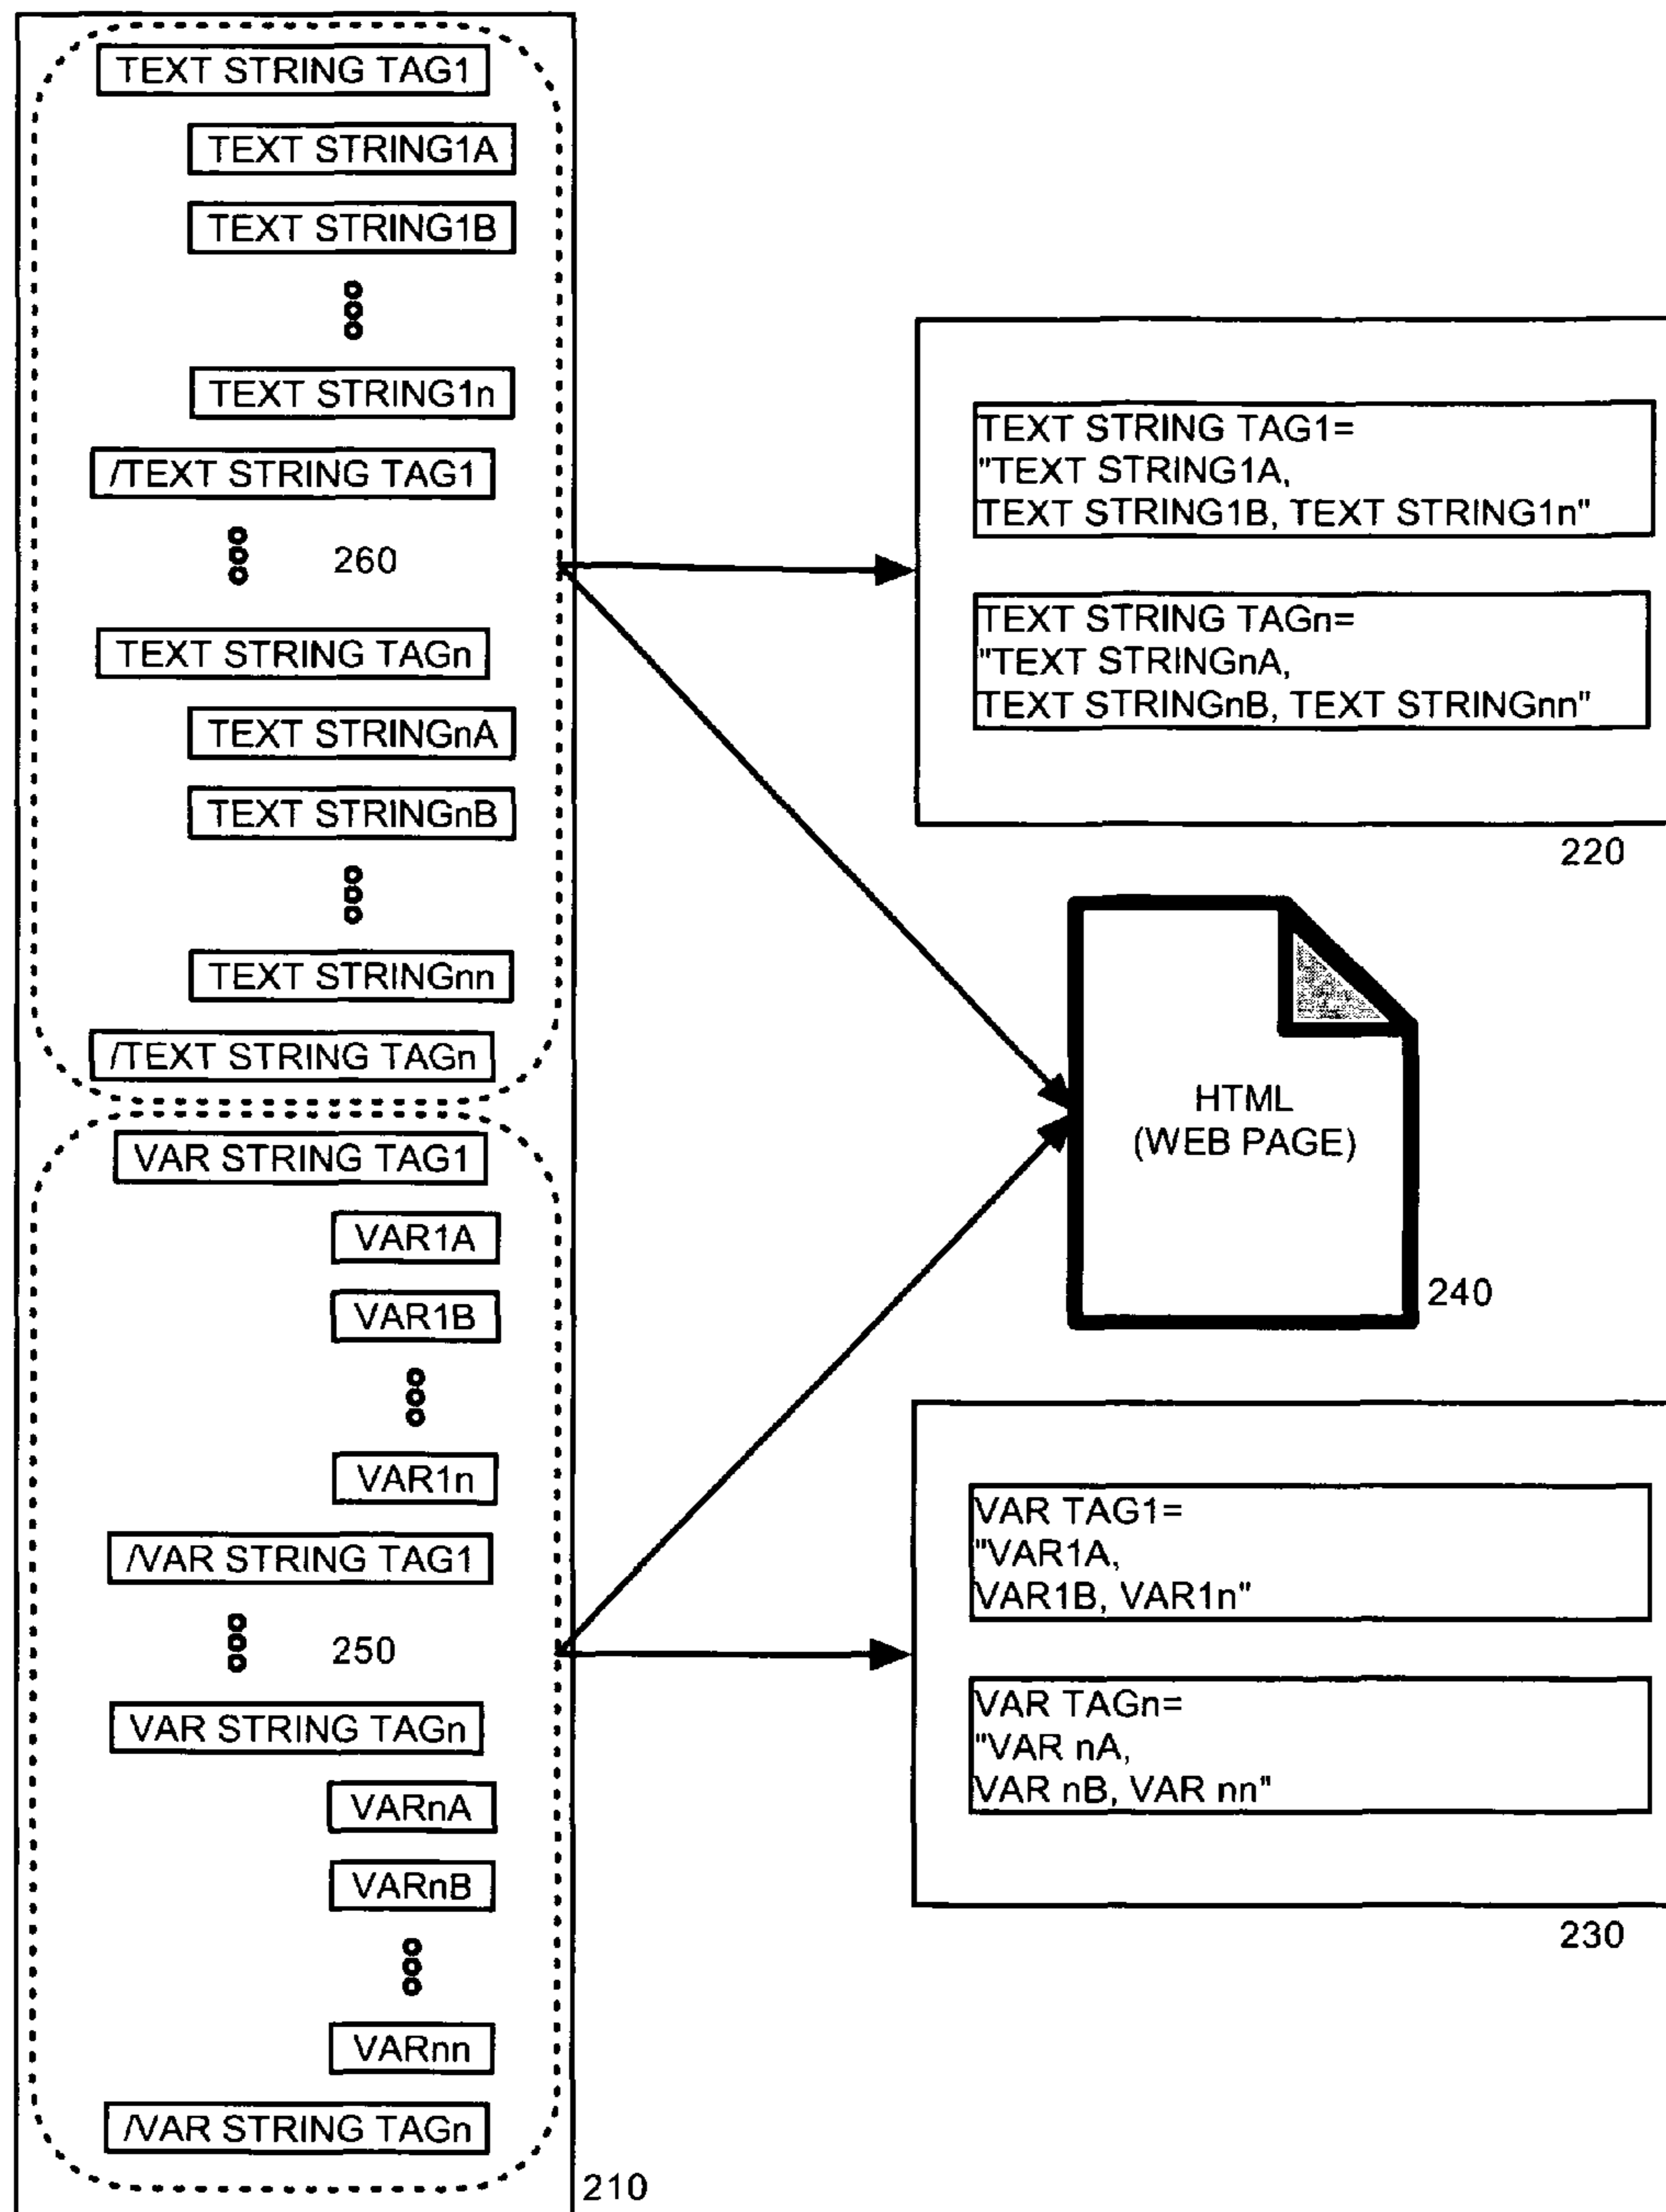 TEXT STRING TAG1
TEXT STRING1A
TEXT STRING1B
TEXT STRING1n
/TEXT STRING TAG1
260
TEXT STRING TAGn
TEXT STRINGnA
TEXT STRINGnB
TEXT STRINGnn
/TEXT STRING TAGn
VAR STRING TAG1
VAR1A
VAR1B
VAR1n
/VAR STRING TAG1
250
VAR STRING TAGn
VARnA
VARnB
VARnn
/VAR STRING TAGn
210
TEXT STRING TAG1=
"TEXT STRING1A,
TEXT STRING1B, TEXT STRING1n"
TEXT STRING TAGn=
"TEXT STRINGnA,
TEXT STRINGnB, TEXT STRINGnn"
220
HTML
(WEB PAGE)
240
VAR TAG1=
"VAR1A,
VAR1B, VAR1n"
VAR TAGn=
"VAR nA,
VAR nB, VAR nn"
230